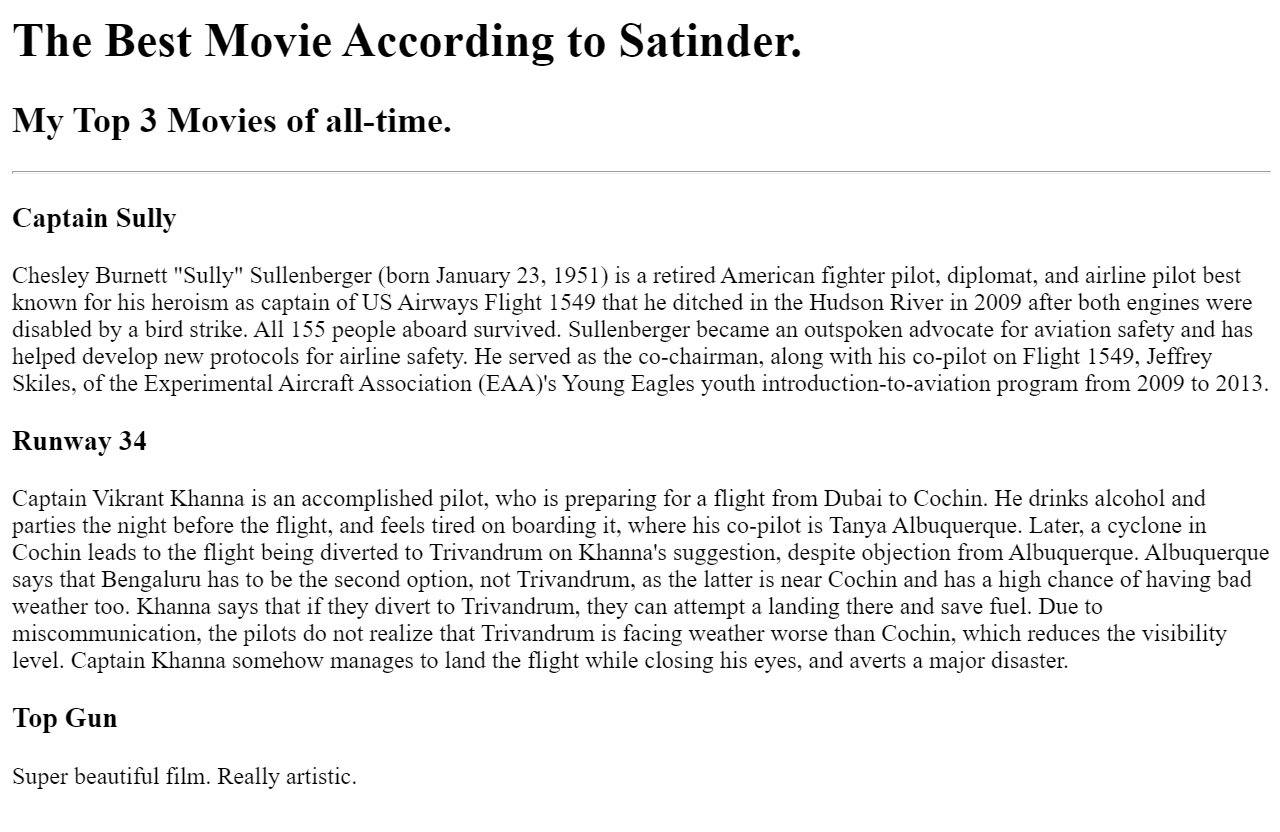 The Best Movie According to Satinder.
My Top 3 Movies of all-time.
Captain Sully
Chesley Burnett "Sully" Sullenberger (born January 23, 1951) is a retired American fighter pilot, diplomat, and airline pilot best
known for his heroism as captain of US Airways Flight 1549 that he ditched in the Hudson River in 2009 after both engines were
disabled by a bird strike. All 155 people aboard survived. Sullenberger became an outspoken advocate for aviation safety and has
helped develop new protocols for airline safety. He served as the co-chairman, along with his co-pilot on Flight 1549, Jeffrey
Skiles, of the Experimental Aircraft Association (EAA)'s Young Eagles youth introduction-to-aviation program from 2009 to 2013.
Runway 34
Captain Vikrant Khanna is an accomplished pilot, who is preparing for a flight from Dubai to Cochin. He drinks alcohol and
parties the night before the flight, and feels tired on boarding it, where his co-pilot is Tanya Albuquerque. Later, a cyclone in
Cochin leads to the flight being diverted to Trivandrum on Khanna's suggestion, despite objection from Albuquerque. Albuquerque
says that Bengaluru has to be the second option, not Trivandrum, as the latter is near Cochin and has a high chance of having bad
weather too. Khanna says that if they divert to Trivandrum, they can attempt a landing there and save fuel. Due to
miscommunication, the pilots do not realize that Trivandrum is facing weather worse than Cochin, which reduces the visibility
level. Captain Khanna somehow manages to land the flight while closing his eyes, and averts a major disaster.
Top Gun
Super beautiful film. Really artistic.